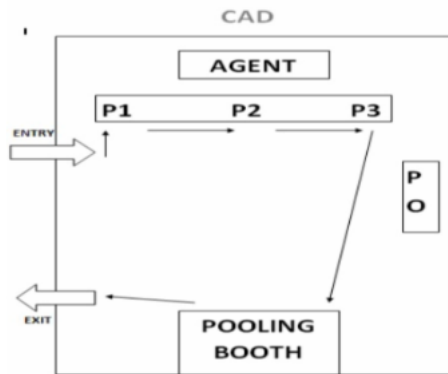 CAD
AGENT
P1 P2 P3
ENTRY
P
O
EXIT
POOLING
BOOTH